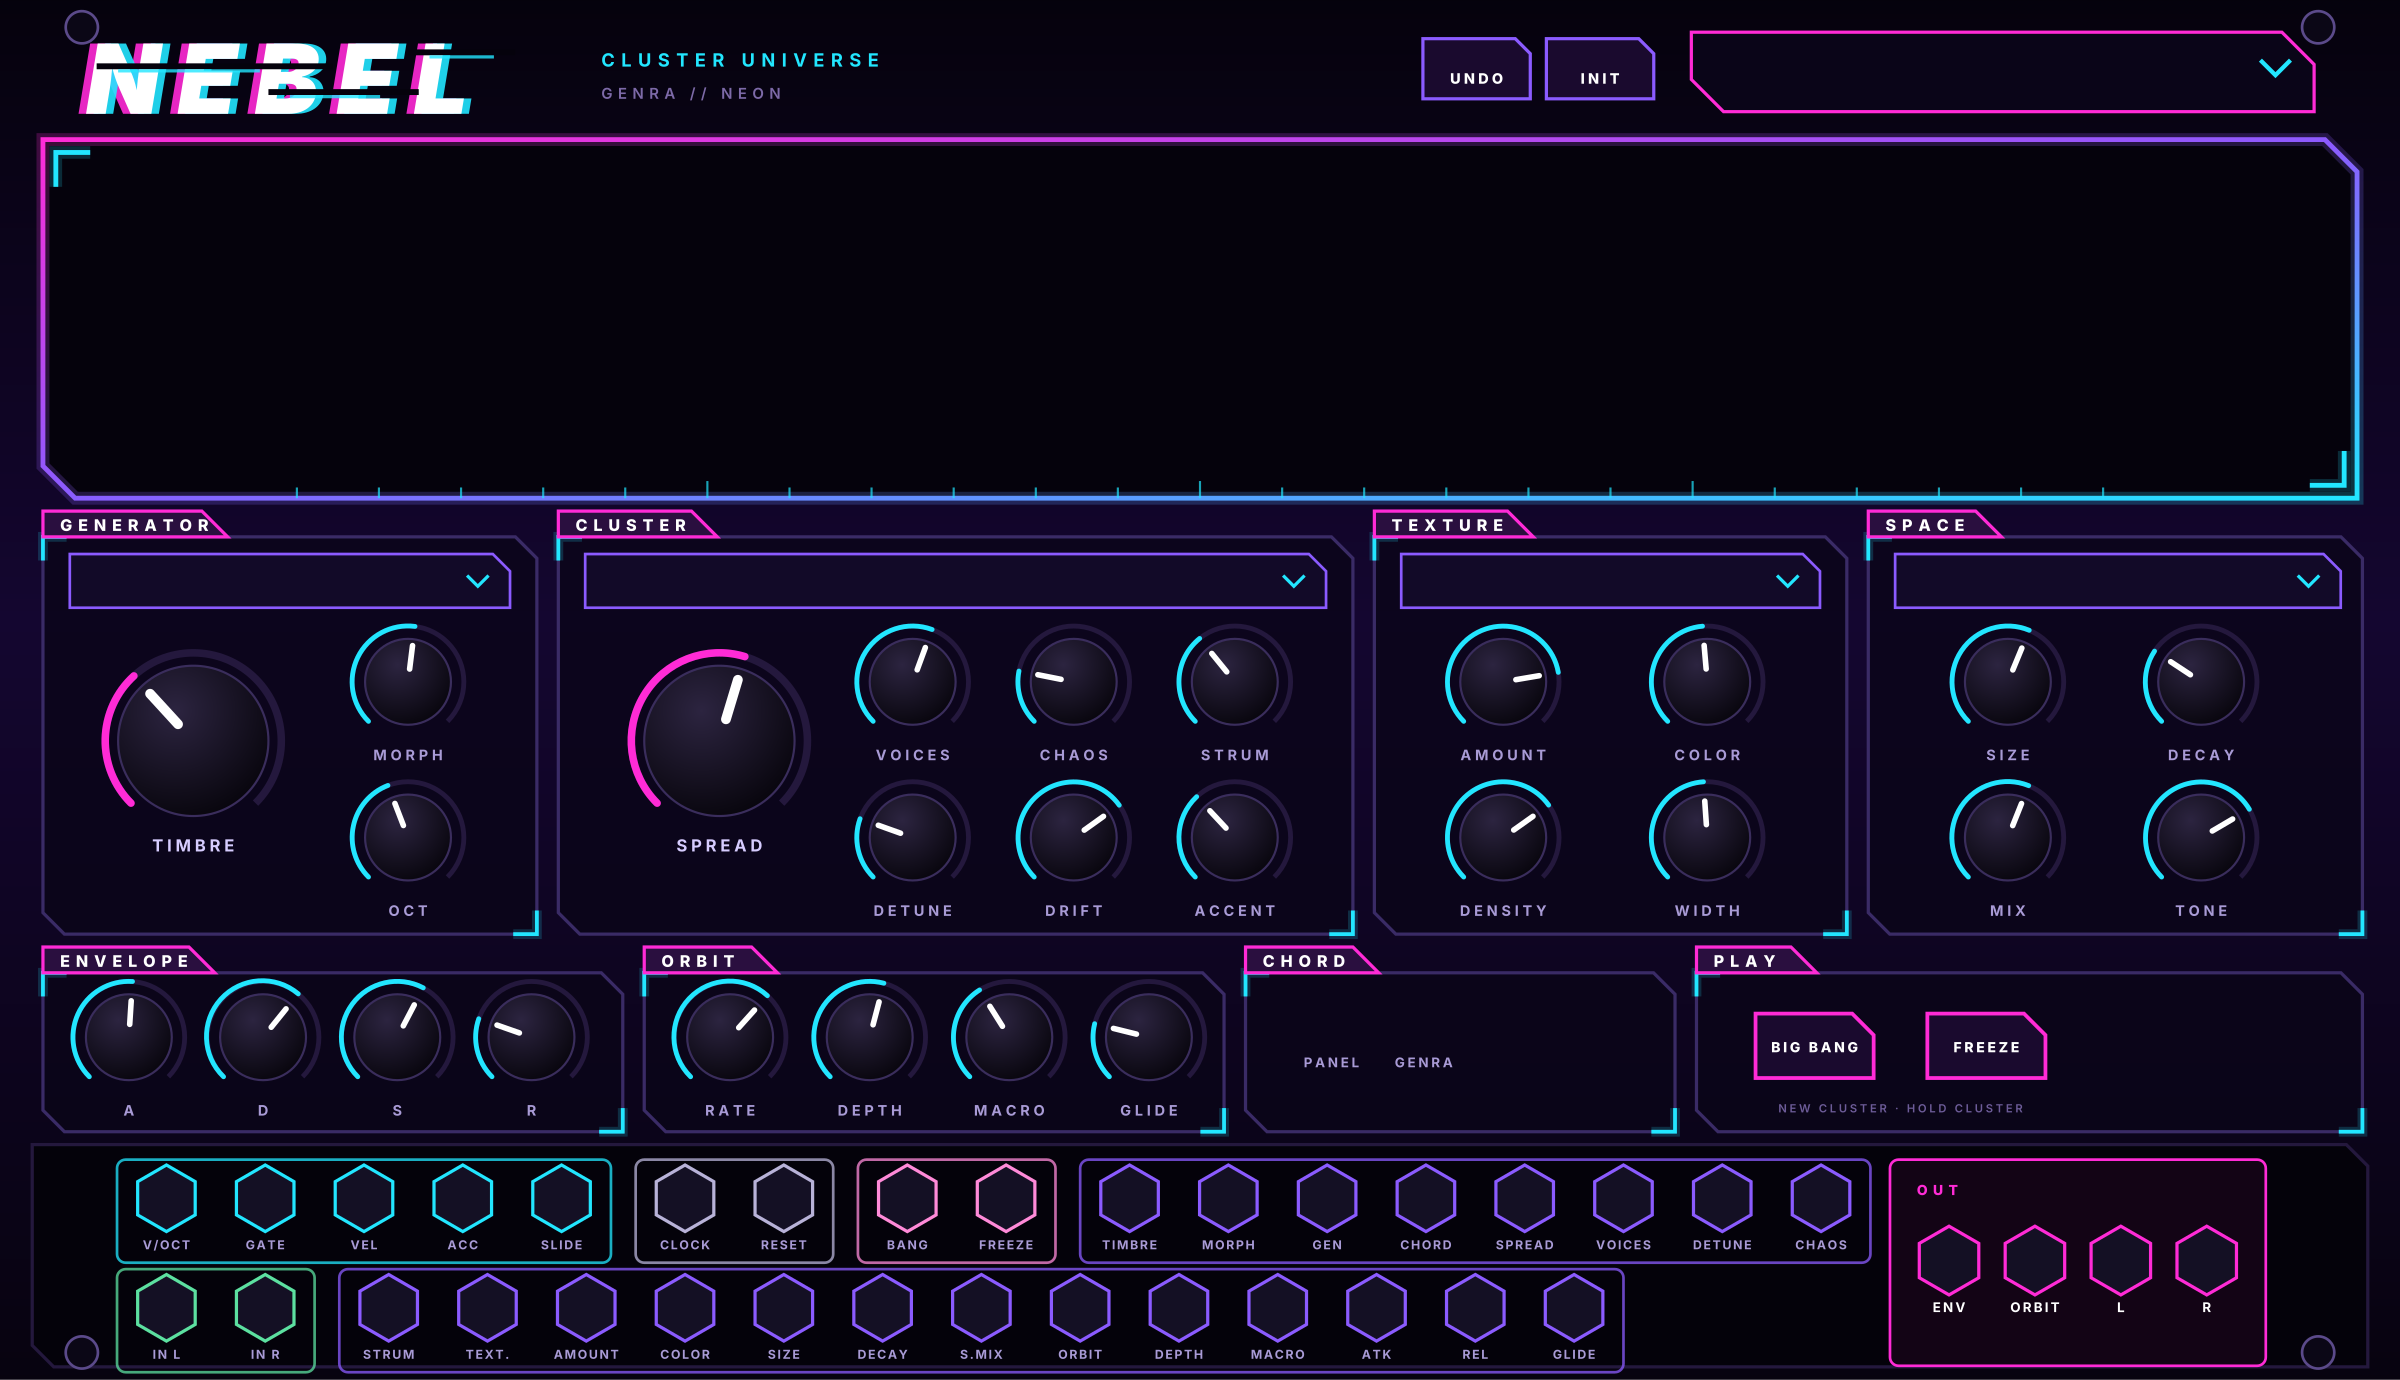 NEBEL
CLUSTER UNIVERSE
GENRA // NEON
UNDO
INIT
GENERATOR
CLUSTER
TEXTURE
SPACE
MORPH
VOICES
CHAOS
STRUM
AMOUNT
COLOR
SIZE
DECAY
TIMBRE
SPREAD
OCT
DETUNE
DRIFT
ACCENT
DENSITY
WIDTH
MIX
TONE
ENVELOPE
ORBIT
CHORD
PLAY
BIG BANG
FREEZE
PANEL
GENRA
A
D
S
R
RATE
DEPTH
MACRO
GLIDE
NEW CLUSTER · HOLD CLUSTER
OUT
V/OCT
GATE
VEL
ACC
SLIDE
CLOCK
RESET
BANG
FREEZE
TIMBRE
MORPH
GEN
CHORD
SPREAD
VOICES
DETUNE
CHAOS
ENV
ORBIT
L
R
IN L
IN R
STRUM
TEXT.
AMOUNT
COLOR
SIZE
DECAY
S.MIX
ORBIT
DEPTH
MACRO
ATK
REL
GLIDE